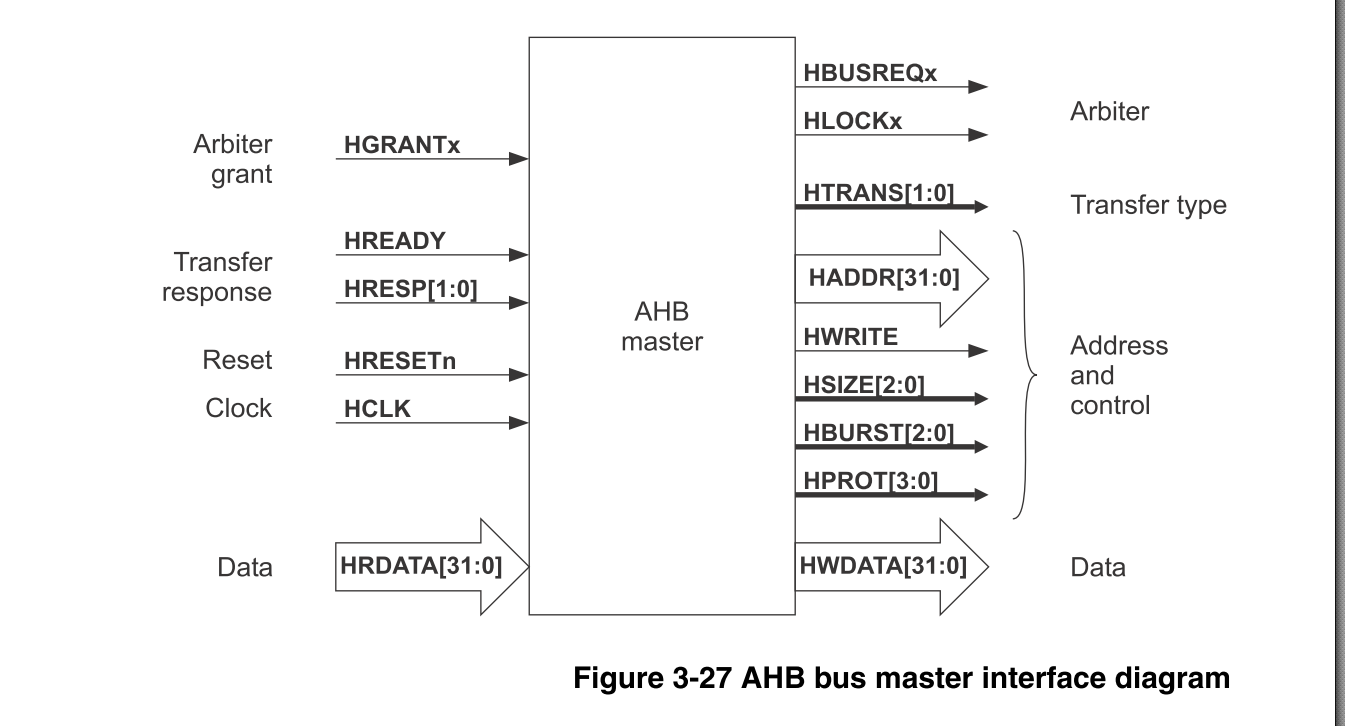 Arbiter
grant
HGRANTx
Transfer
response
HREADY
HRESP[1:0]
Reset
HRESETn
Clock
HCLK
Data
HRDATA[31:0]
AHB
master
HBUSREQx
HLOCKx
Arbiter
HTRANS[1:0]
Transfer type
HADDR[31:0]
HWRITE
HSIZE[2:0]
HBURST[2:0]
HPROT[3:0]
Address
and
control
HWDATA[31:0]
Data
Figure 3-27 AHB bus master interface diagram